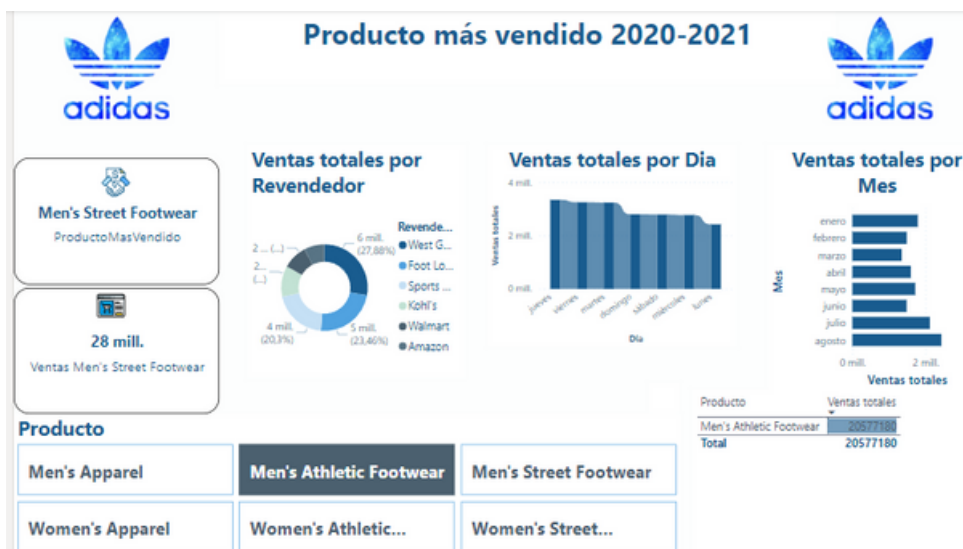 Producto más vendido 2020-2021
adidas
adidas
Men's Street Footwear
ProductoMasVendido
28 mill.
Ventas Men's Street Footwear
Ventas totales por
Revendedor
2 ... (...)
2...
(...)
4 mill.
(20,3%)
6 mill.
(27,88%)
5 mill.
(23,46%)
Revende...
West G...
Foot Lo...
Sports ...
Kohl's
Walmart
Amazon
Ventas totales por Dia
Ventas totales
4 mill.
2 mill.
0 mill.
jueves
viernes
martes
domingo
sábado
miércoles
lunes
Dia
Ventas totales por
Mes
Mes
enero
febrero
marzo
abril
mayo
junio
julio
agosto
0 mill.
2 mill.
Ventas totales
Producto Ventas totales
Men's Athletic Footwear 20577180
Total 20577180
Producto
Men's Apparel
Men's Athletic Footwear
Men's Street Footwear
Women's Apparel
Women's Athletic...
Women's Street...